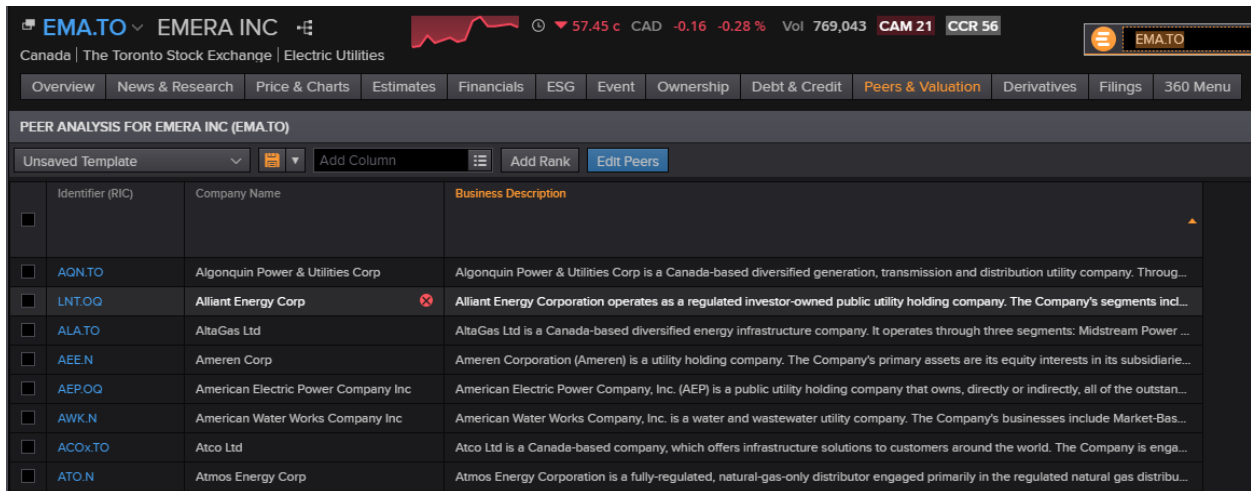 EMA.TO EMERA INC 57.45 c CAD -0.16 -0.28 % Vol 769,043 CAM 21 CCR 56
EMA.TO
Canada | The Toronto Stock Exchange | Electric Utilities
Overview News & Research Price & Charts Estimates Financials ESG Event Ownership Debt & Credit Peers & Valuation Derivatives Filings 360 Menu
PEER ANALYSIS FOR EMERA INC (EMA.TO)
Unsaved Template Add Column Add Rank Edit Peers
Identifier (RIC) Company Name Business Description
AQN.TO Algonquin Power & Utilities Corp Algonquin Power & Utilities Corp is a Canada-based diversified generation, transmission and distribution utility company. Throug...
LNT.OQ Alliant Energy Corp Alliant Energy Corporation operates as a regulated investor-owned public utility holding company. The Company's segments incl...
ALA.TO AltaGas Ltd AltaGas Ltd is a Canada-based diversified energy infrastructure company. It operates through three segments: Midstream Power ...
AEE.N Ameren Corp Ameren Corporation (Ameren) is a utility holding company. The Company's primary assets are its equity interests in its subsidiarie...
AEP.OQ American Electric Power Company Inc American Electric Power Company, Inc. (AEP) is a public utility holding company that owns, directly or indirectly, all of the outstan...
AWK.N American Water Works Company Inc American Water Works Company, Inc. is a water and wastewater utility company. The Company's businesses include Market-Bas...
ACOx.TO Atco Ltd Atco Ltd is a Canada-based company, which offers infrastructure solutions to customers around the world. The Company is enga...
ATO.N Atmos Energy Corp Atmos Energy Corporation is a fully-regulated, natural-gas-only distributor engaged primarily in the regulated natural gas distribu...